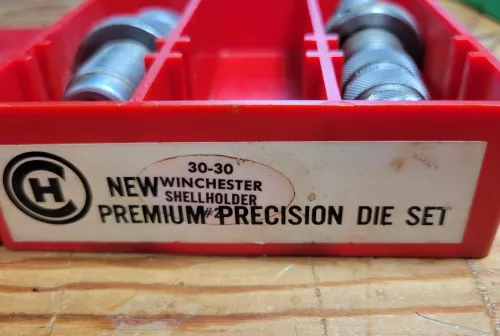 CH
30-30
NEW WINCHESTER
SHELLHOLDER
#2
PREMIUM PRECISION DIE SET